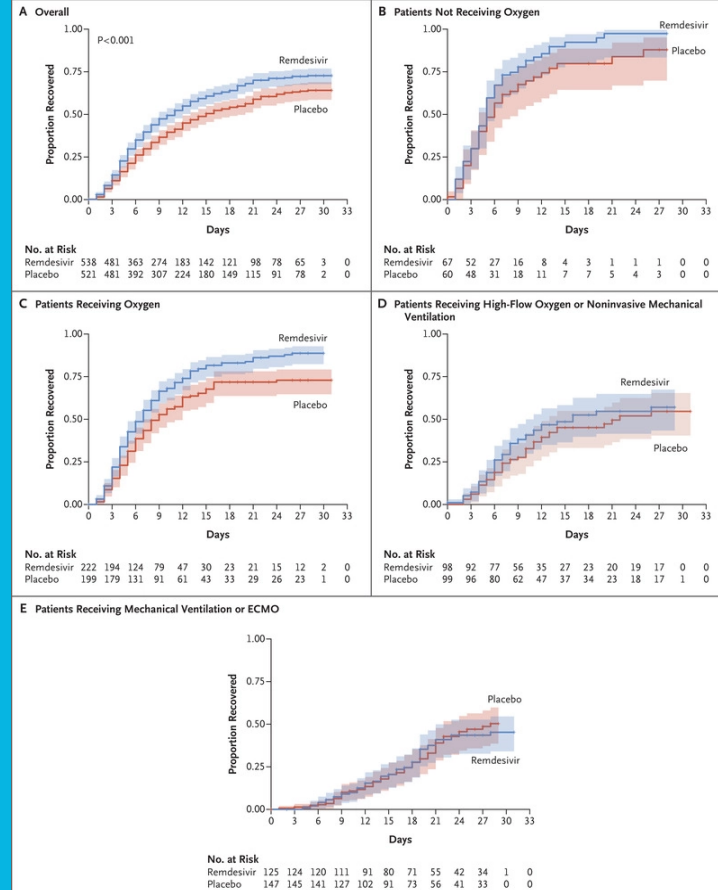 A Overall
1.00
P<0.001
Remdesivir
0.75
Proportion Recovered
0.50
Placebo
0.25
0.00
0 3 6 9 12 15 18 21 24 27 30 33
Days
No. at Risk
Remdesivir 538 481 363 274 183 142 121 98 78 65 3 0
Placebo 521 481 392 307 224 180 149 115 91 78 2 0
B Patients Not Receiving Oxygen
1.00
Remdesivir
Placebo
0.75
Proportion Recovered
0.50
0.25
0.00
0 3 6 9 12 15 18 21 24 27 30 33
Days
No. at Risk
Remdesivir 67 52 27 16 8 4 3 1 1 1 0 0
Placebo 60 48 31 18 11 7 7 5 4 3 0 0
C Patients Receiving Oxygen
1.00
Remdesivir
0.75
Proportion Recovered
0.50
Placebo
0.25
0.00
0 3 6 9 12 15 18 21 24 27 30 33
Days
No. at Risk
Remdesivir 222 194 124 79 47 30 23 21 15 12 2 0
Placebo 199 179 131 91 61 43 33 29 26 23 1 0
D Patients Receiving High-Flow Oxygen or Noninvasive Mechanical
Ventilation
1.00
0.75
Remdesivir
Proportion Recovered
0.50
Placebo
0.25
0.00
0 3 6 9 12 15 18 21 24 27 30 33
Days
No. at Risk
Remdesivir 98 92 77 56 35 27 23 20 19 17 0 0
Placebo 99 96 80 62 47 37 34 23 18 17 1 0
E Patients Receiving Mechanical Ventilation or ECMO
1.00
0.75
Proportion Recovered
Placebo
0.50
Remdesivir
0.25
0.00
0 3 6 9 12 15 18 21 24 27 30 33
Days
No. at Risk
Remdesivir 125 124 120 111 91 80 71 55 42 34 1 0
Placebo 147 145 141 127 102 91 73 56 41 33 0 0